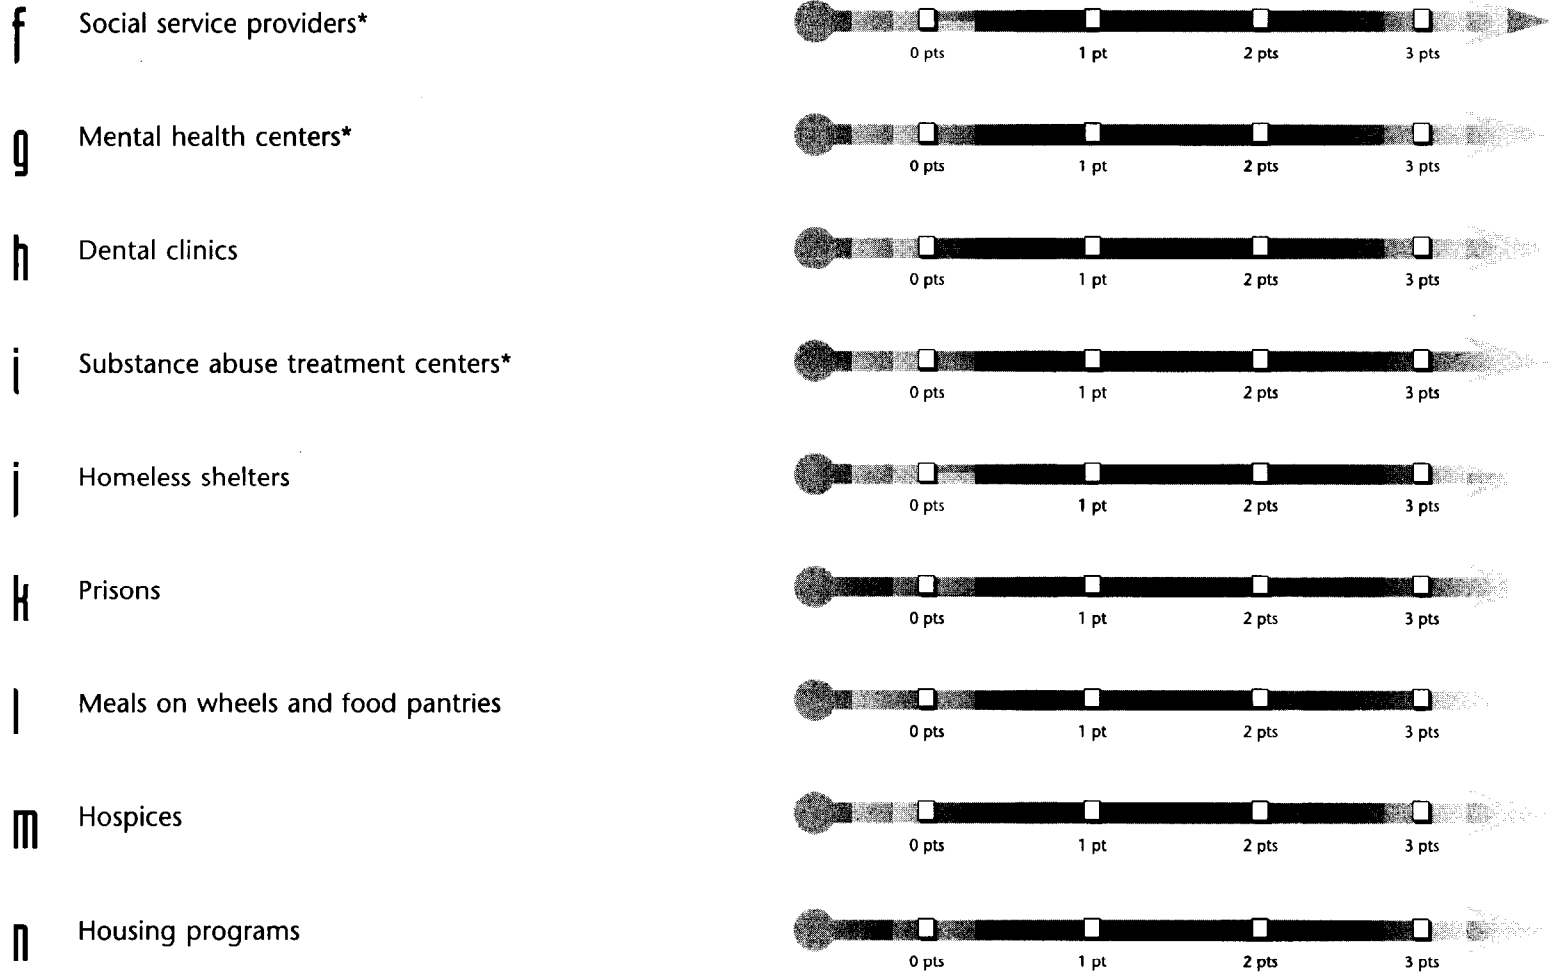 f Social service providers*
0 pts 1 pt 2 pts 3 pts
g Mental health centers*
0 pts 1 pt 2 pts 3 pts
h Dental clinics
0 pts 1 pt 2 pts 3 pts
i Substance abuse treatment centers*
0 pts 1 pt 2 pts 3 pts
j Homeless shelters
0 pts 1 pt 2 pts 3 pts
k Prisons
0 pts 1 pt 2 pts 3 pts
l Meals on wheels and food pantries
0 pts 1 pt 2 pts 3 pts
m Hospices
0 pts 1 pt 2 pts 3 pts
n Housing programs
0 pts 1 pt 2 pts 3 pts